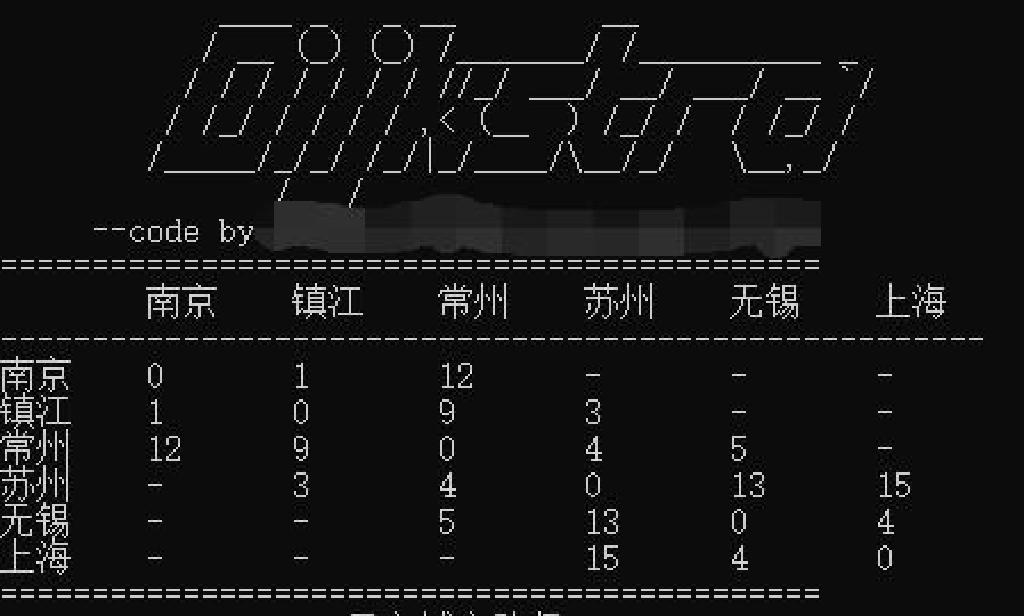 Dijkstra
--code by
==============================================
南京 镇江 常州 苏州 无锡 上海
------------------------------------------------------
南京 0 1 12 - - -
镇江 1 0 9 3 - -
常州 12 9 0 4 5 -
苏州 - 3 4 0 13 15
无锡 - - 5 13 0 4
上海 - - - 15 4 0
==============================================